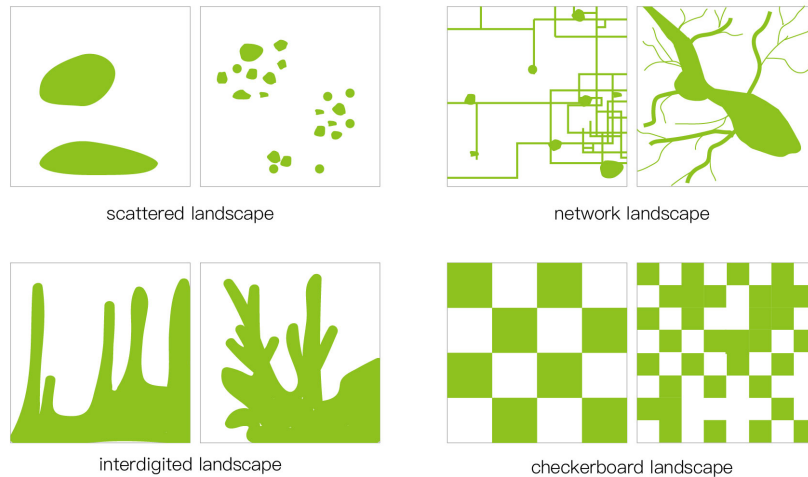 scattered landscape
network landscape
interdigited landscape
checkerboard landscape